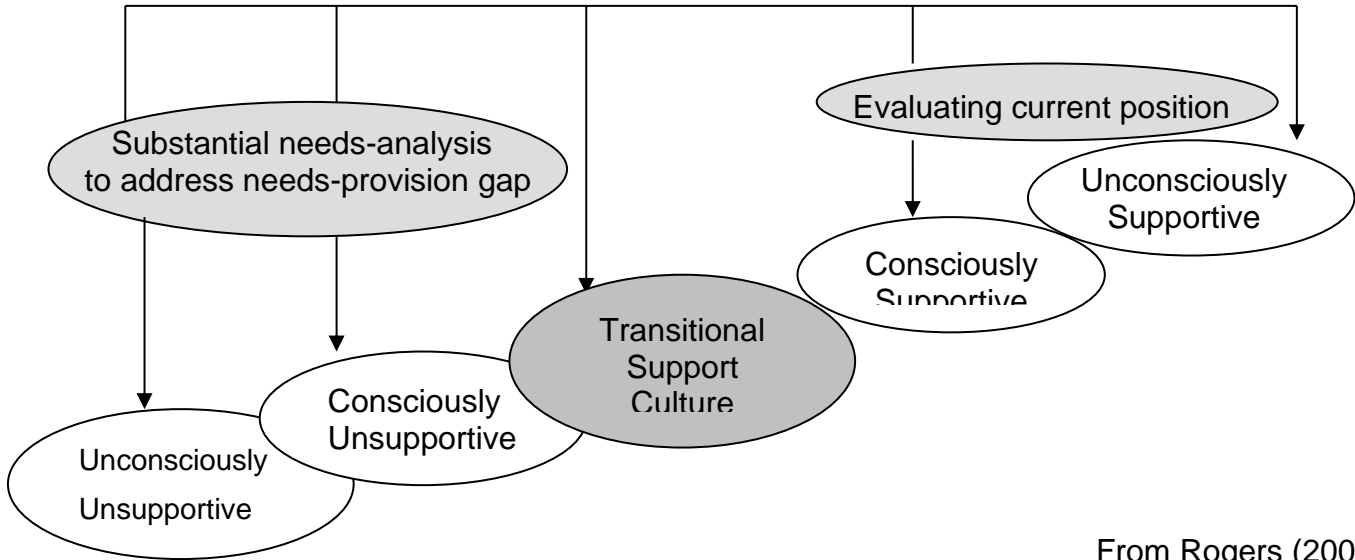 Evaluating current position
Substantial needs-analysis
to address needs-provision gap
Unconsciously
Supportive
Consciously
Supportive
Transitional
Support
Culture
Consciously
Unsupportive
Unconsciously
Unsupportive
From Rogers (200